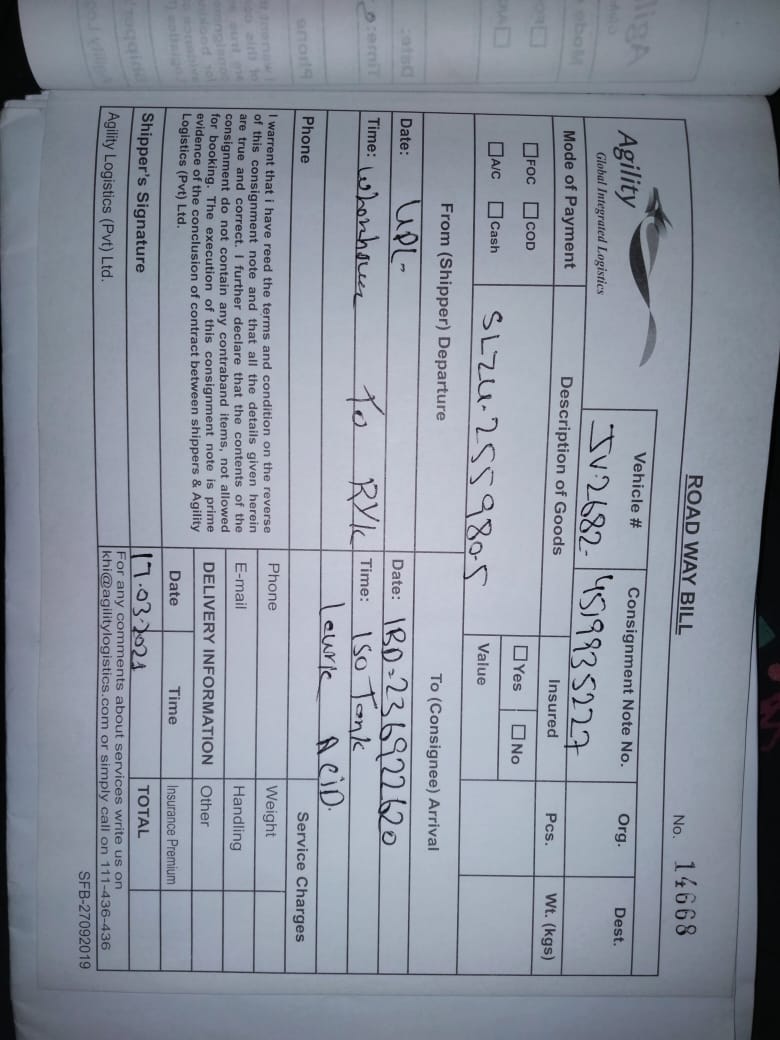 ROAD WAY BILL
No. 14668
Agility
Global Integrated Logistics
Vehicle #
JV-2682-
Consignment Note No.
4519935227
Org.
Dest.
Mode of Payment
Description of Goods
Insured
Pcs.
Wt. (kgs)
FOC COD
Yes No
A/C Cash
SLZU-255980-5
Value
From (Shipper) Departure
To (Consignee) Arrival
Date: UPL-
Date: IBD-236922620
Time: To RYK
Time: ISO Tank
Lauric ACID.
Phone
Service Charges
I warrent that i have reed the terms and condition on the reverse
of this consignment note and that all the details given herein
are true and correct. I further declare that the contents of the
consignment do not contain any contraband items, not allowed
for booking. The execution of this consignment note is prime
evidence of the conclusion of contract between shippers & Agility
Logistics (Pvt) Ltd.
Phone
Weight
E-mail
Handling
DELIVERY INFORMATION
Other
Date
Time
Insurance Premium
Shipper's Signature
17.03.2021
TOTAL
Agility Logistics (Pvt) Ltd.
For any comments about services write us on
khi@agilitylogistics.com or simply call on 111-436-436
SFB-27092019